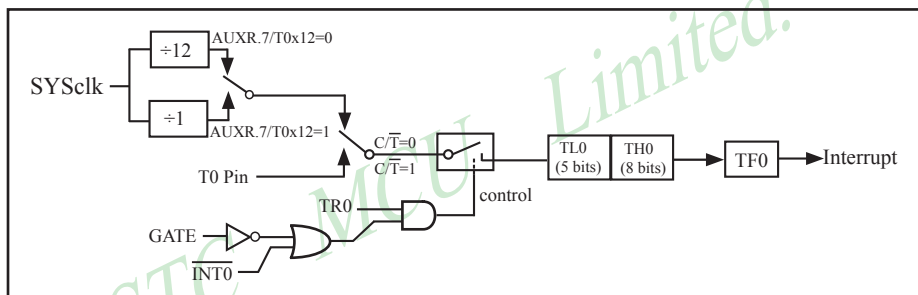 ÷12
AUXR.7/T0x12=0
SYSclk
÷1
AUXR.7/T0x12=1
C/T̅=0
C/T̅=1
T0 Pin
TL0
(5 bits)
TH0
(8 bits)
TF0
Interrupt
control
TR0
GATE
I̅N̅T̅0̅
STC MCU Limited.